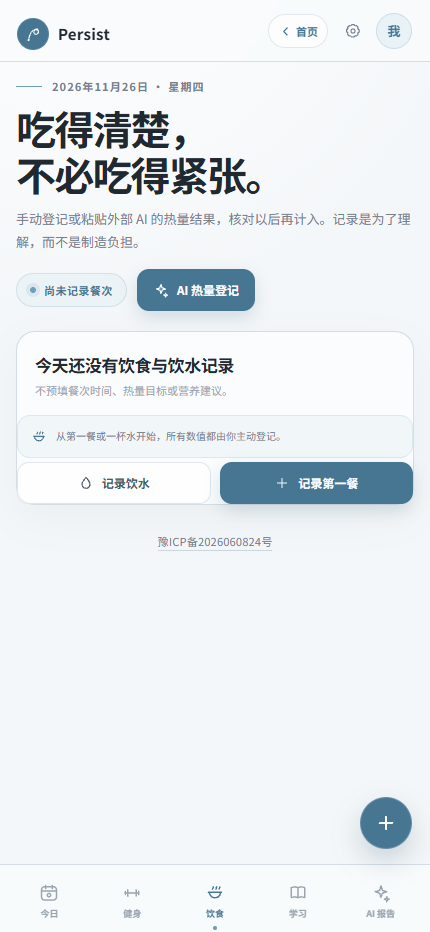 Persist
首页
我
2026年11月26日 · 星期四
吃得清楚，
不必吃得紧张。
手动登记或粘贴外部 AI 的热量结果，核对以后再计入。记录是为了理
解，而不是制造负担。
尚未记录餐次
AI 热量登记
今天还没有饮食与饮水记录
不预填餐次时间、热量目标或营养建议。
从第一餐或一杯水开始，所有数值都由你主动登记。
记录饮水
记录第一餐
豫ICP备2026060824号
今日
健身
饮食
学习
AI 报告